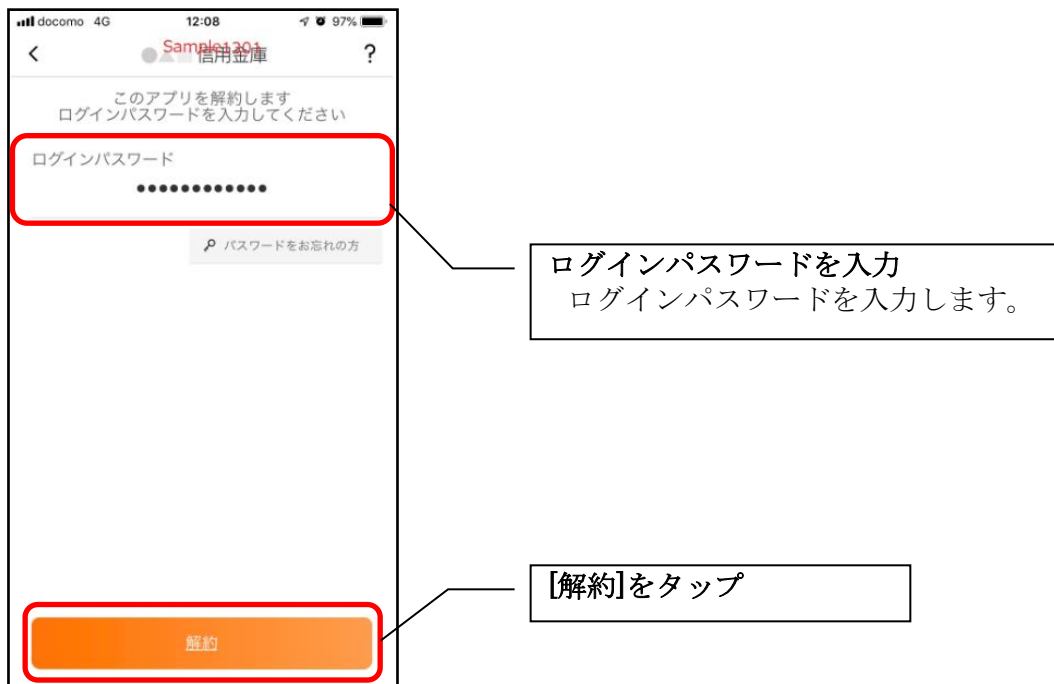 docomo 4G 12:08 97%
Sample1201
●▲■信用金庫 ?
このアプリを解約します
ログインパスワードを入力してください
ログインパスワード
●●●●●●●●●●●●
パスワードをお忘れの方
ログインパスワードを入力
ログインパスワードを入力します。
[解約]をタップ
解約